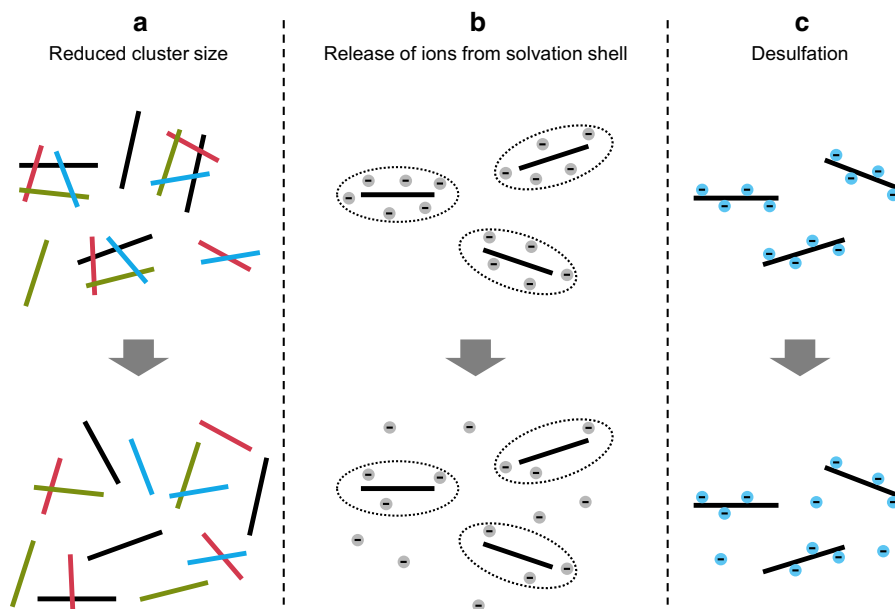 a
Reduced cluster size
b
Release of ions from solvation shell
c
Desulfation